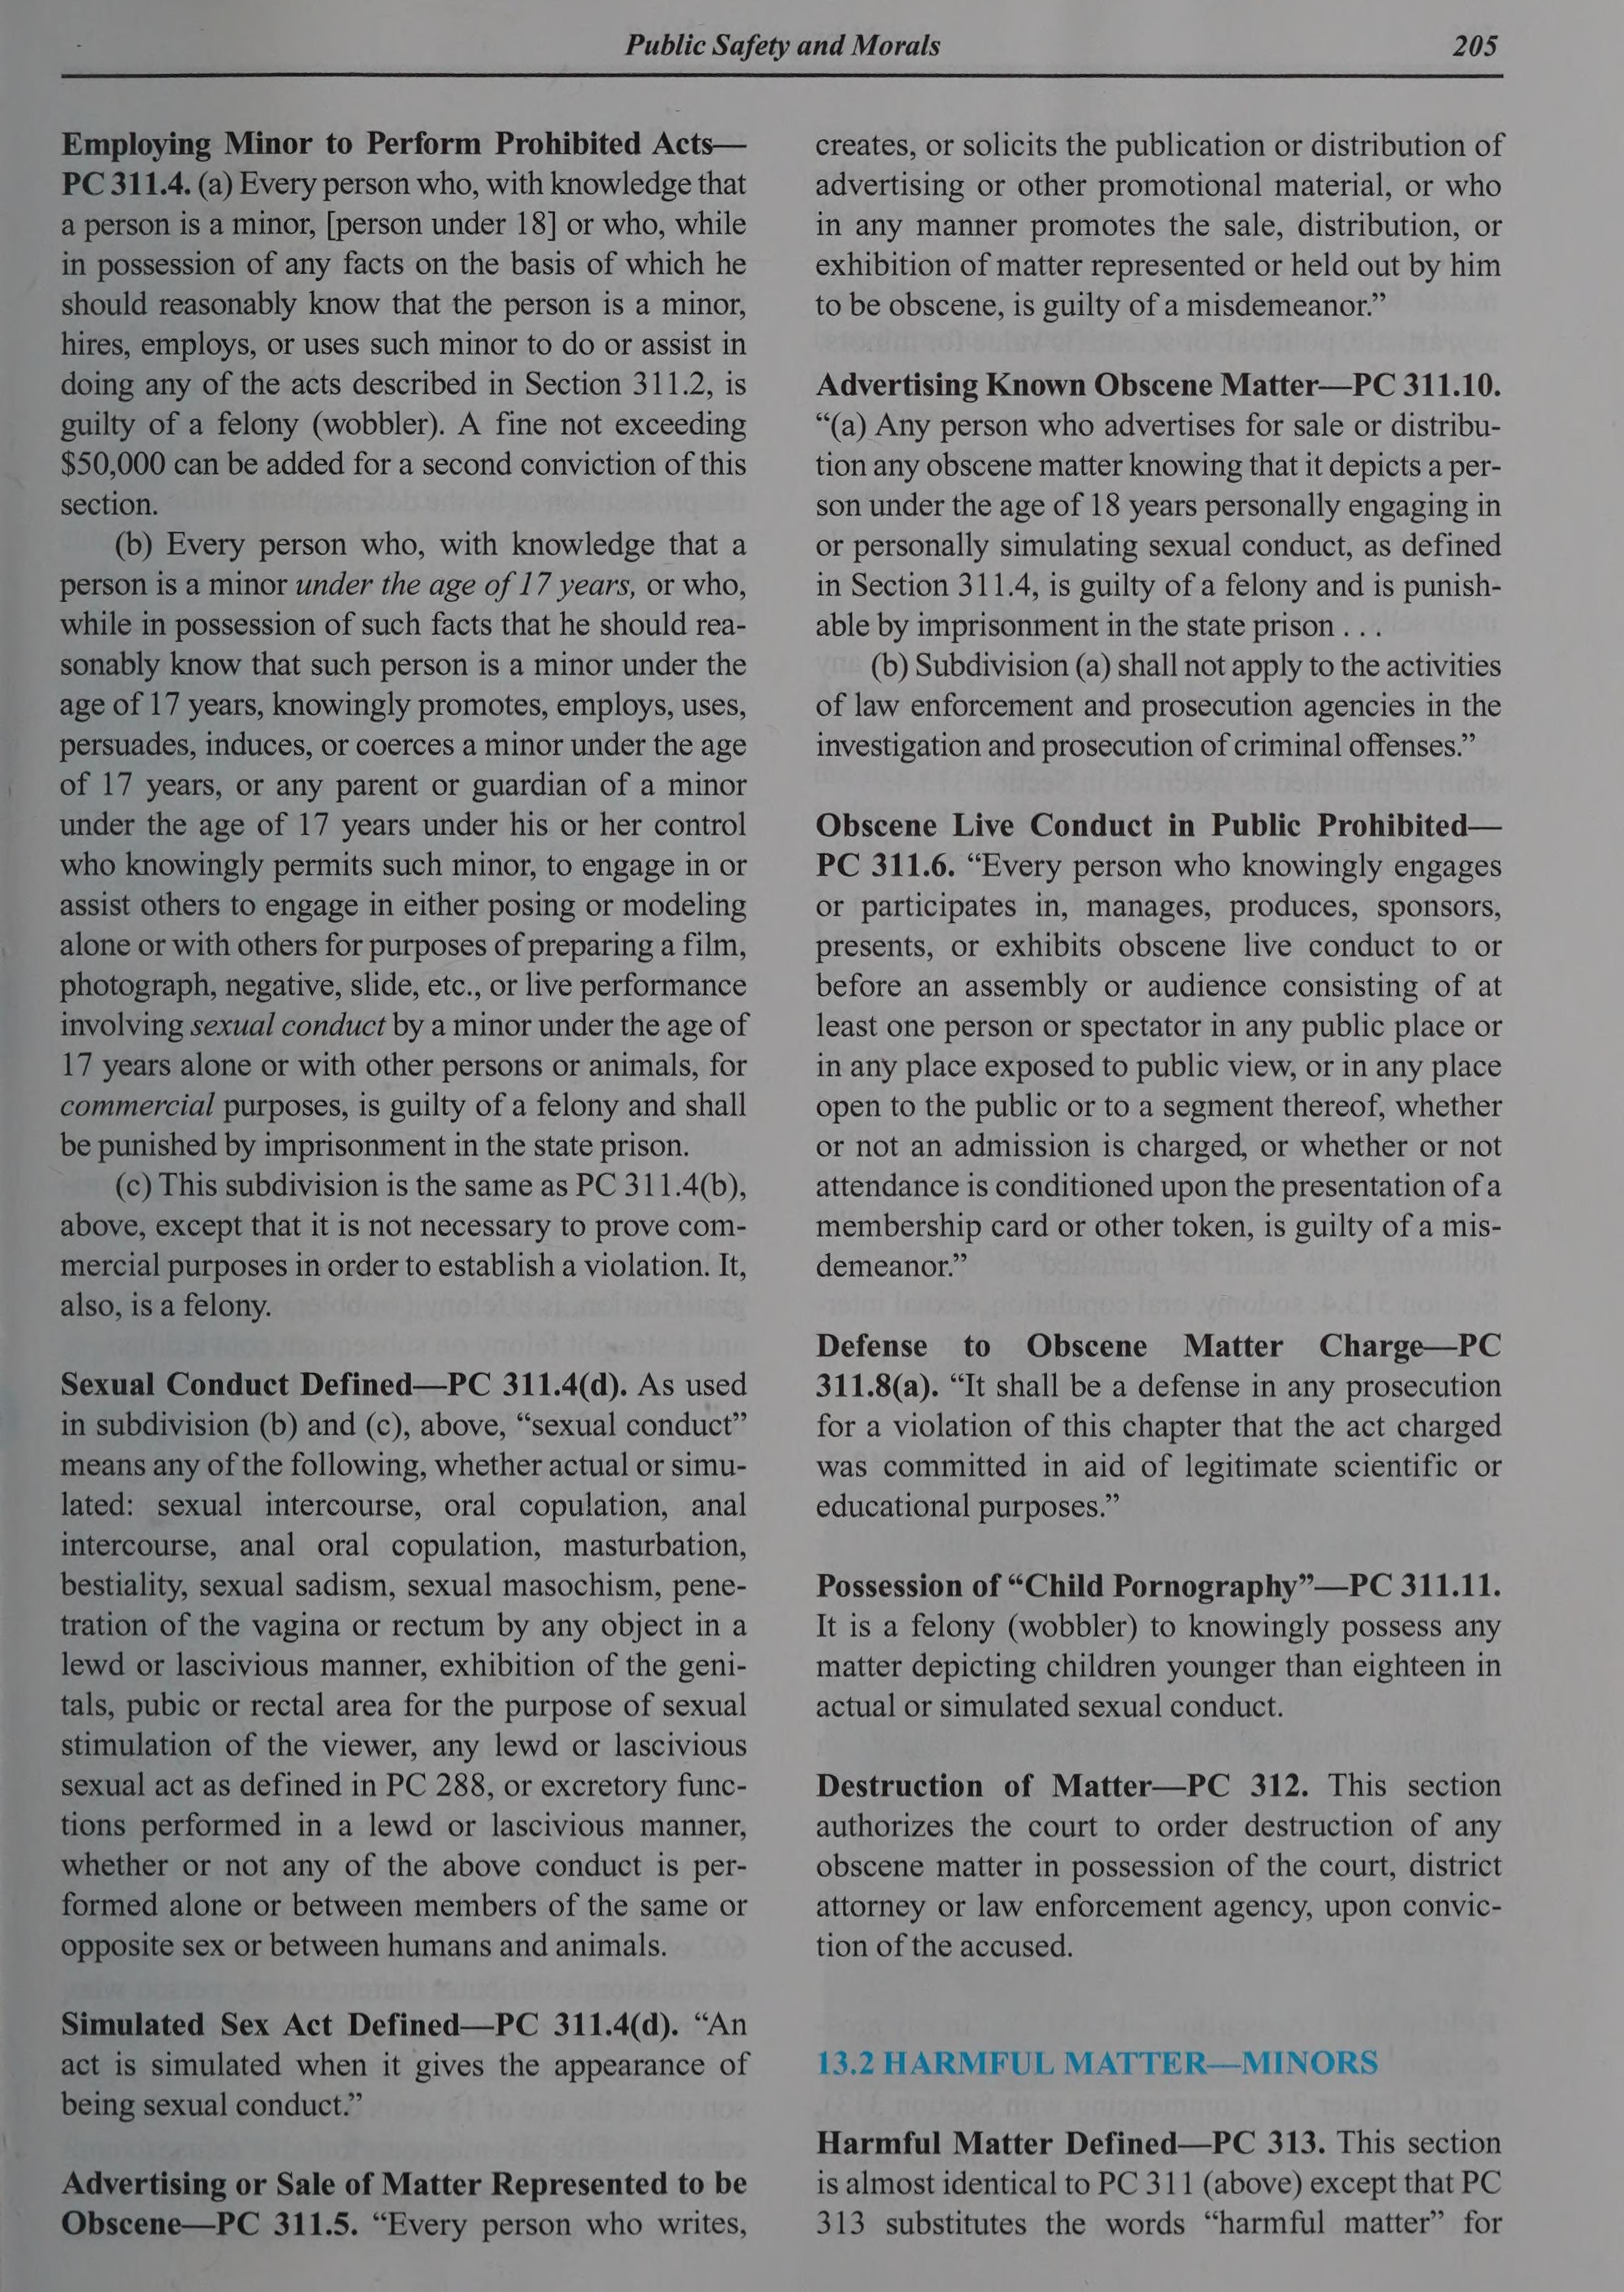 Public Safety and Morals
205
Employing Minor to Perform Prohibited Acts—
PC 311.4. (a) Every person who, with knowledge that
a person is a minor, [person under 18] or who, while
in possession of any facts on the basis of which he
should reasonably know that the person is a minor,
hires, employs, or uses such minor to do or assist in
doing any of the acts described in Section 311.2, is
guilty of a felony (wobbler). A fine not exceeding
$50,000 can be added for a second conviction of this
section.
(b) Every person who, with knowledge that a
person is a minor under the age of 17 years, or who,
while in possession of such facts that he should rea-
sonably know that such person is a minor under the
age of 17 years, knowingly promotes, employs, uses,
persuades, induces, or coerces a minor under the age
of 17 years, or any parent or guardian of a minor
under the age of 17 years under his or her control
who knowingly permits such minor, to engage in or
assist others to engage in either posing or modeling
alone or with others for purposes of preparing a film,
photograph, negative, slide, etc., or live performance
involving sexual conduct by a minor under the age of
17 years alone or with other persons or animals, for
commercial purposes, is guilty of a felony and shall
be punished by imprisonment in the state prison.
(c) This subdivision is the same as PC 311.4(b),
above, except that it is not necessary to prove com-
mercial purposes in order to establish a violation. It,
also, is a felony.
Sexual Conduct Defined—PC 311.4(d). As used
in subdivision (b) and (c), above, “sexual conduct”
means any of the following, whether actual or simu-
lated: sexual intercourse, oral copulation, anal
intercourse, anal oral copulation, masturbation,
bestiality, sexual sadism, sexual masochism, pene-
tration of the vagina or rectum by any object in a
lewd or lascivious manner, exhibition of the geni-
tals, pubic or rectal area for the purpose of sexual
stimulation of the viewer, any lewd or lascivious
sexual act as defined in PC 288, or excretory func-
tions performed in a lewd or lascivious manner,
whether or not any of the above conduct is per-
formed alone or between members of the same or
opposite sex or between humans and animals.
Simulated Sex Act Defined—PC 311.4(d). “An
act is simulated when it gives the appearance of
being sexual conduct.”
Advertising or Sale of Matter Represented to be
Obscene—PC 311.5. “Every person who writes,
creates, or solicits the publication or distribution of
advertising or other promotional material, or who
in any manner promotes the sale, distribution, or
exhibition of matter represented or held out by him
to be obscene, is guilty of a misdemeanor.”
Advertising Known Obscene Matter—PC 311.10.
“(a) Any person who advertises for sale or distribu-
tion any obscene matter knowing that it depicts a per-
son under the age of 18 years personally engaging in
or personally simulating sexual conduct, as defined
in Section 311.4, is guilty of a felony and is punish-
able by imprisonment in the state prison . . .
(b) Subdivision (a) shall not apply to the activities
of law enforcement and prosecution agencies in the
investigation and prosecution of criminal offenses.”
Obscene Live Conduct in Public Prohibited—
PC 311.6. “Every person who knowingly engages
or participates in, manages, produces, sponsors,
presents, or exhibits obscene live conduct to or
before an assembly or audience consisting of at
least one person or spectator in any public place or
in any place exposed to public view, or in any place
open to the public or to a segment thereof, whether
or not an admission is charged, or whether or not
attendance is conditioned upon the presentation of a
membership card or other token, is guilty of a mis-
demeanor.”
Defense to Obscene Matter Charge—PC
311.8(a). “It shall be a defense in any prosecution
for a violation of this chapter that the act charged
was committed in aid of legitimate scientific or
educational purposes.”
Possession of “Child Pornography”—PC 311.11.
It is a felony (wobbler) to knowingly possess any
matter depicting children younger than eighteen in
actual or simulated sexual conduct.
Destruction of Matter—PC 312. This section
authorizes the court to order destruction of any
obscene matter in possession of the court, district
attorney or law enforcement agency, upon convic-
tion of the accused.
13.2 HARMFUL MATTER—MINORS
Harmful Matter Defined—PC 313. This section
is almost identical to PC 311 (above) except that PC
313 substitutes the words “harmful matter” for